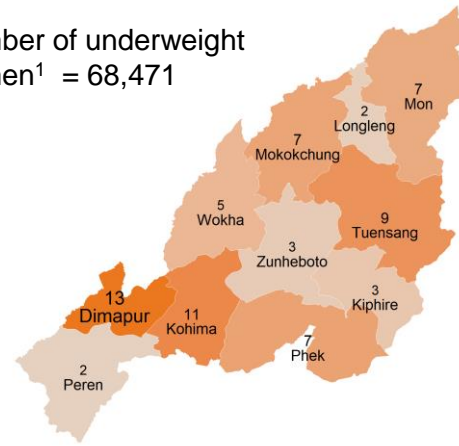 ber of underweight
en¹ = 68,471
7
Mon
2
Longleng
7
Mokokchung
5
Wokha
9
Tuensang
3
Zunheboto
3
Kiphire
13
Dimapur
11
Kohima
7
Phek
2
Peren